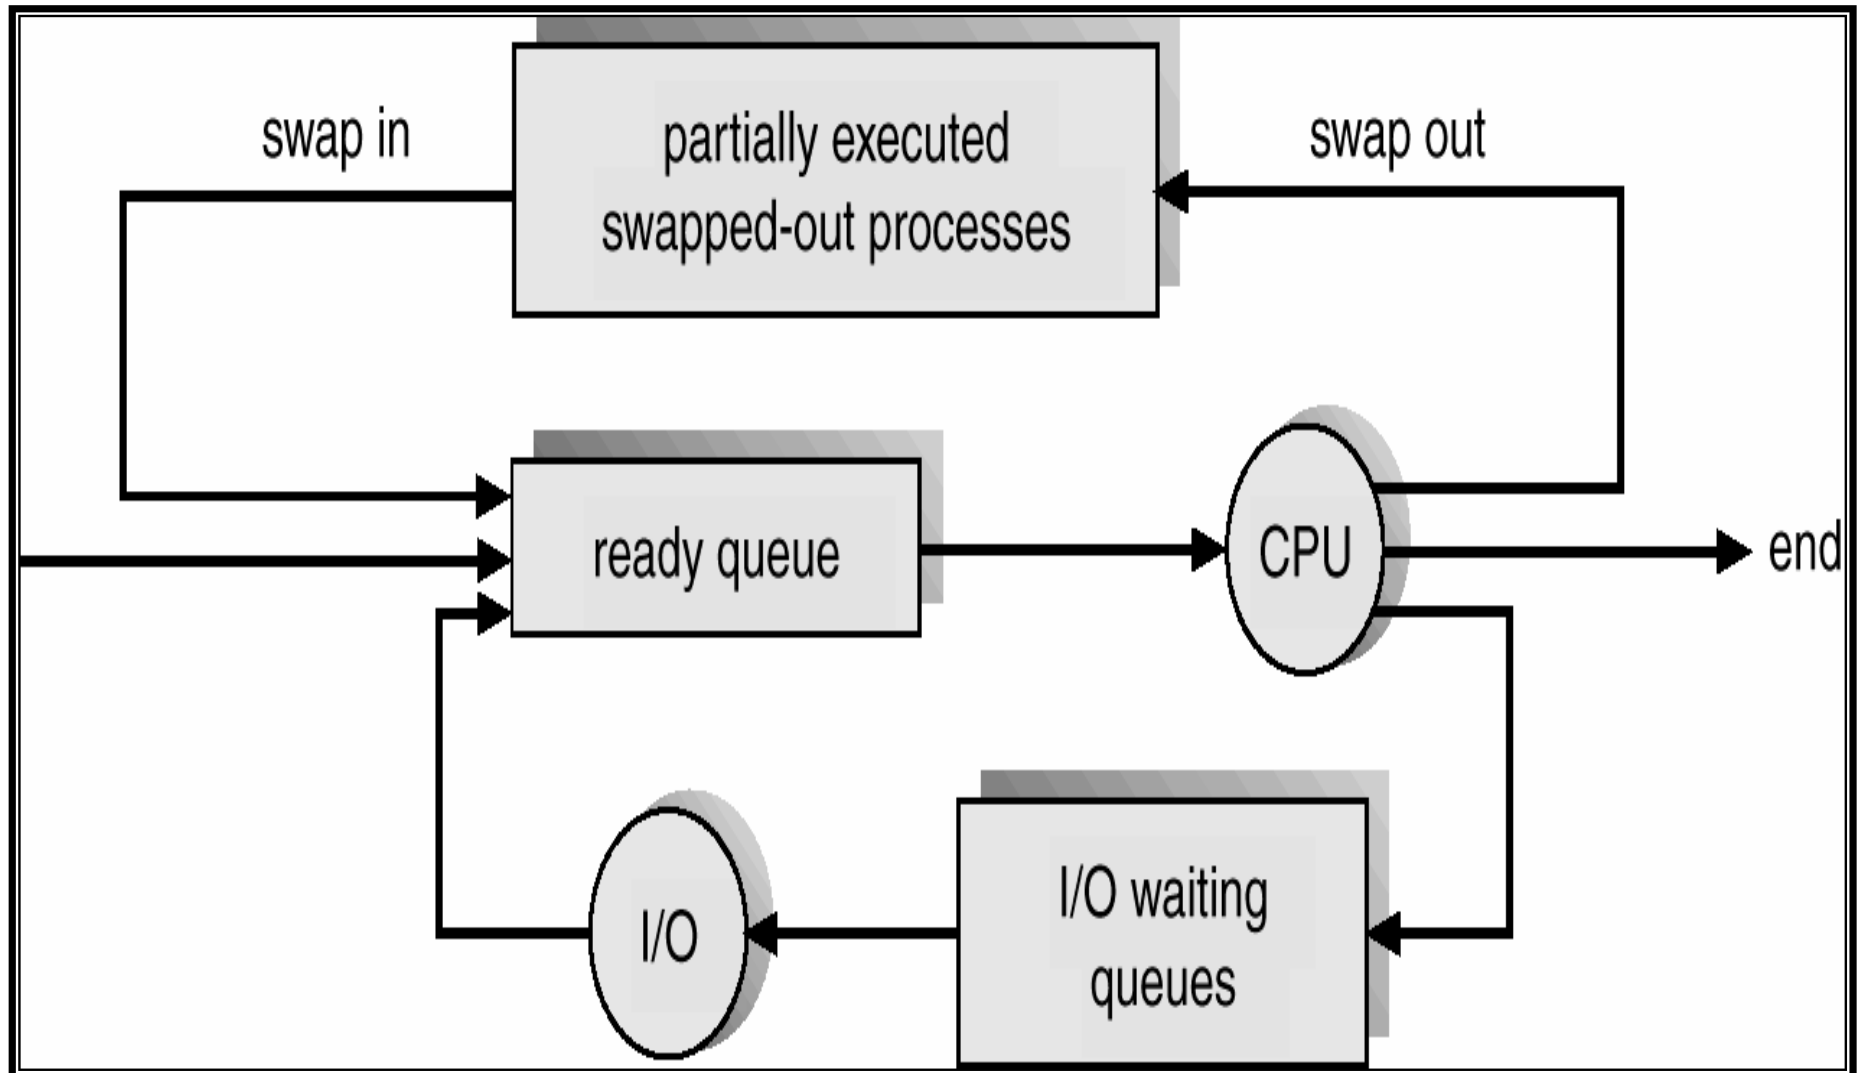 swap in
partially executed
swapped-out processes
swap out
ready queue
CPU
end
I/O
I/O waiting
queues